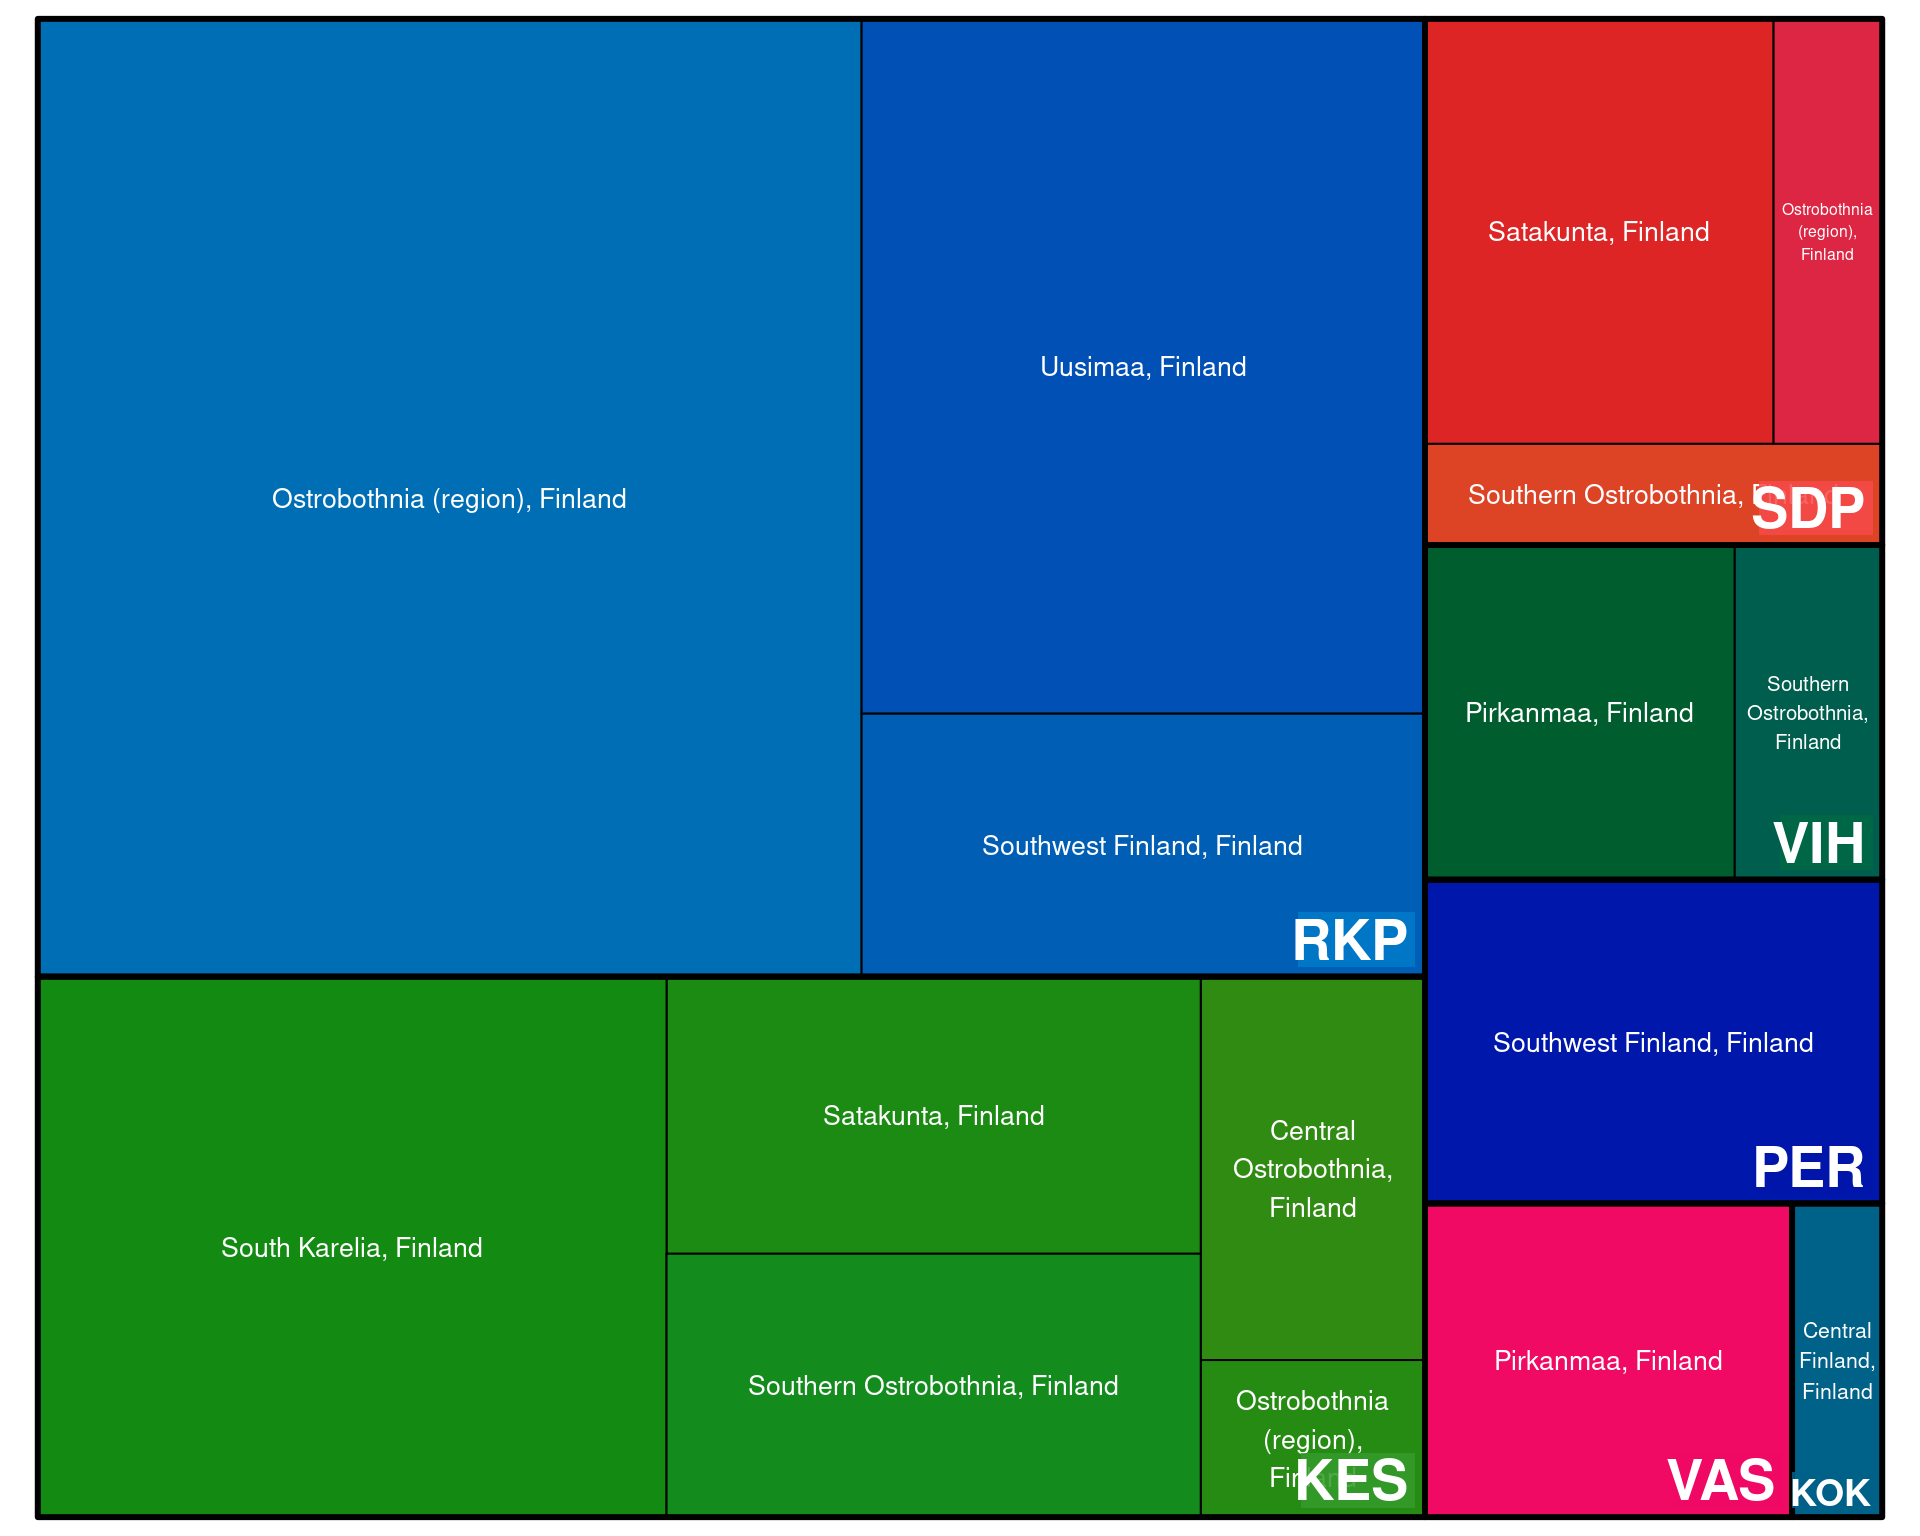 Ostrobothnia (region), Finland
Uusimaa, Finland
Southwest Finland, Finland
RKP
South Karelia, Finland
Satakunta, Finland
Southern Ostrobothnia, Finland
Central
Ostrobothnia,
Finland
Ostrobothnia
(region),
Finland
KES
Satakunta, Finland
Ostrobothnia
(region),
Finland
Southern Ostrobothnia, Finland
SDP
Pirkanmaa, Finland
Southern
Ostrobothnia,
Finland
VIH
Southwest Finland, Finland
PER
Pirkanmaa, Finland
VAS
Central
Finland,
Finland
KOK